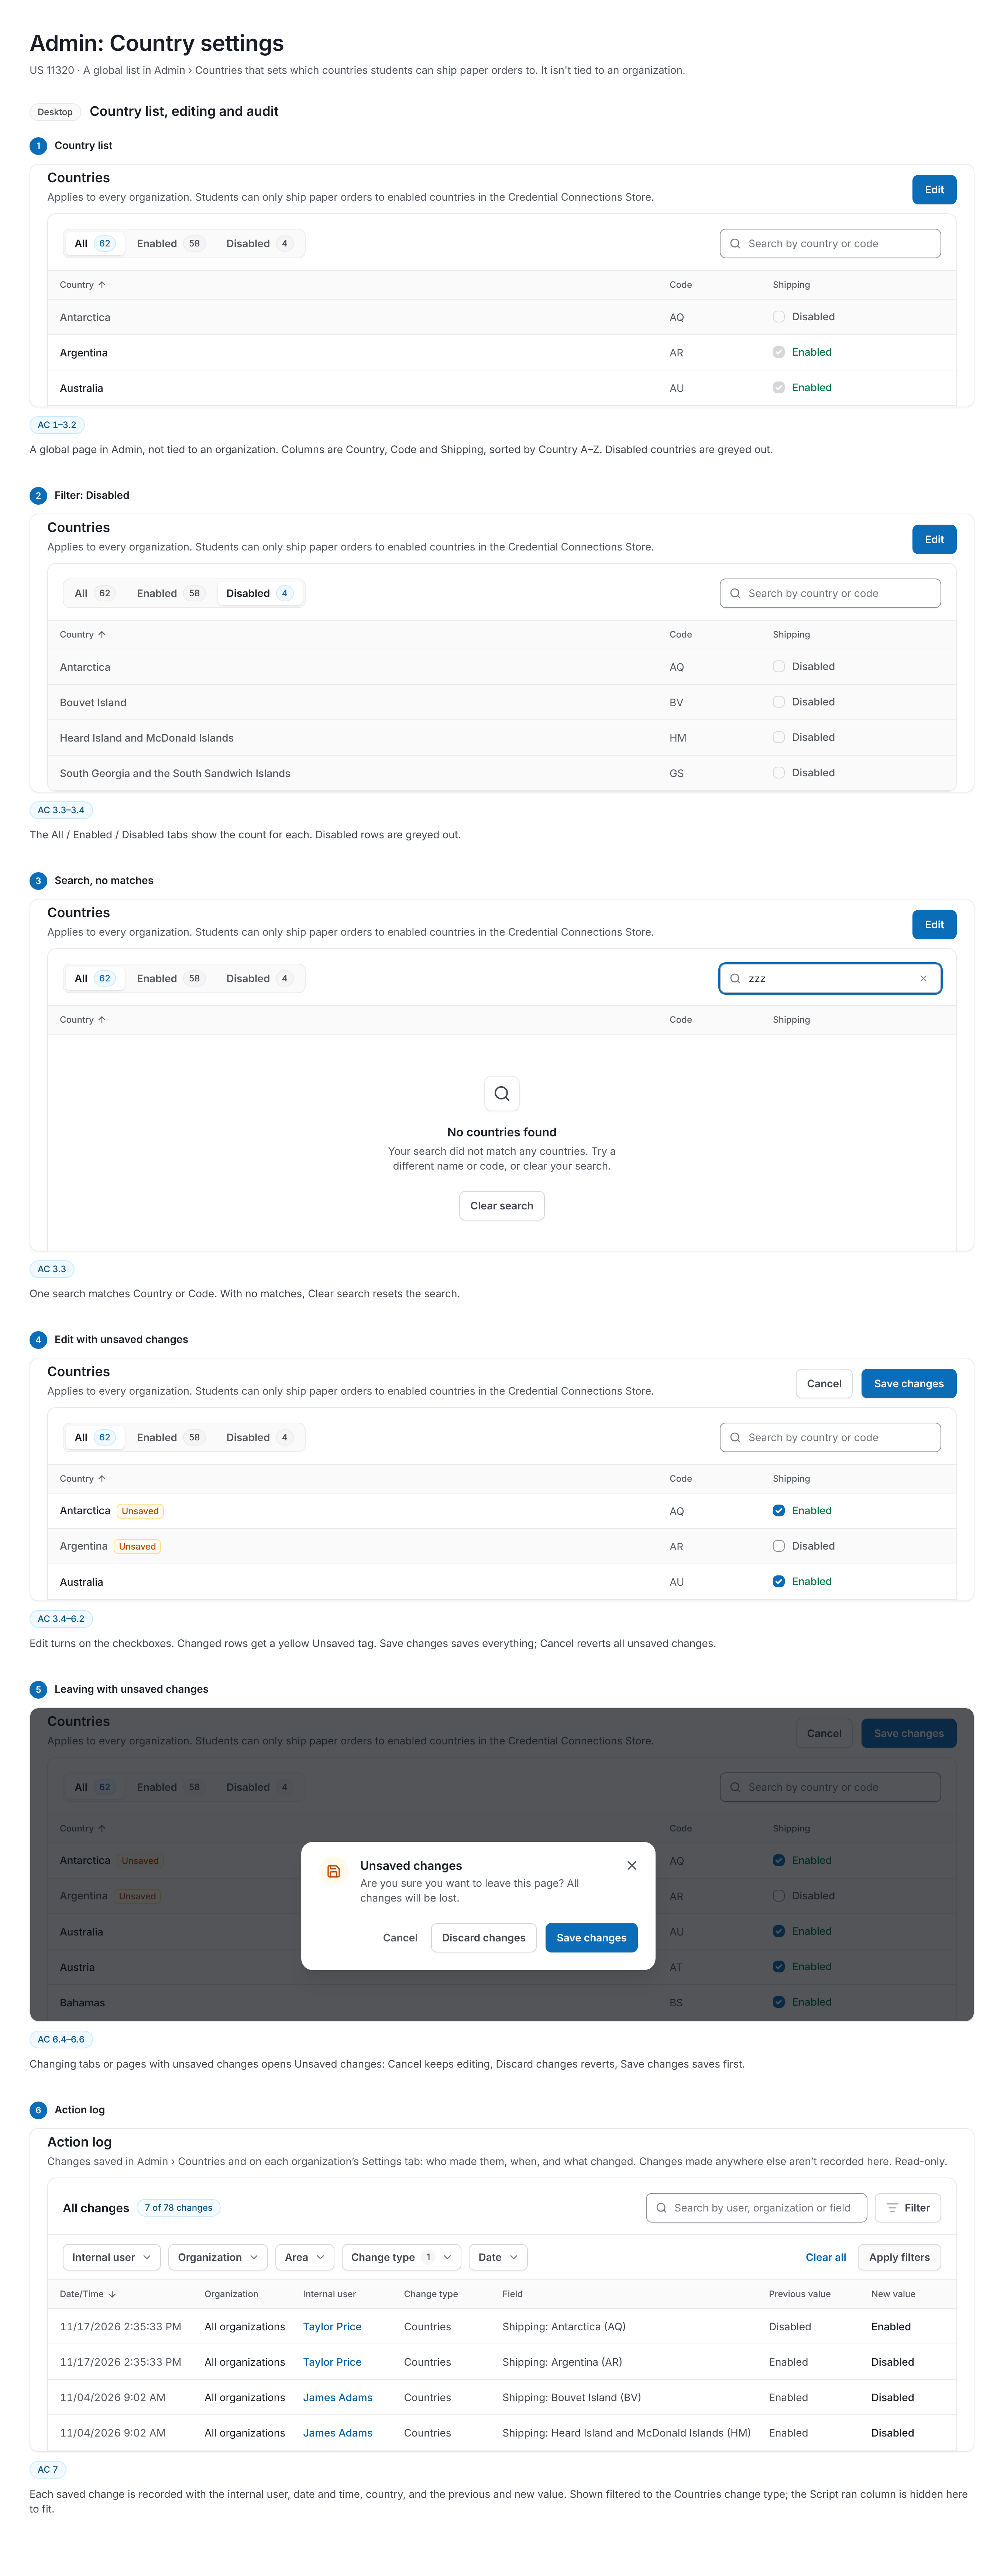 Admin: Country settings
US 11320 · A global list in Admin › Countries that sets which countries students can ship paper orders to. It isn't tied to an organization.
Desktop Country list, editing and audit
1 Country list
Countries
Applies to every organization. Students can only ship paper orders to enabled countries in the Credential Connections Store.
Edit
All 62 Enabled 58 Disabled 4 Search by country or code
Country ↑ Code Shipping
Antarctica AQ Disabled
Argentina AR Enabled
Australia AU Enabled
AC 1–3.2
A global page in Admin, not tied to an organization. Columns are Country, Code and Shipping, sorted by Country A–Z. Disabled countries are greyed out.
2 Filter: Disabled
Countries
Applies to every organization. Students can only ship paper orders to enabled countries in the Credential Connections Store.
Edit
All 62 Enabled 58 Disabled 4 Search by country or code
Country ↑ Code Shipping
Antarctica AQ Disabled
Bouvet Island BV Disabled
Heard Island and McDonald Islands HM Disabled
South Georgia and the South Sandwich Islands GS Disabled
AC 3.3–3.4
The All / Enabled / Disabled tabs show the count for each. Disabled rows are greyed out.
3 Search, no matches
Countries
Applies to every organization. Students can only ship paper orders to enabled countries in the Credential Connections Store.
Edit
All 62 Enabled 58 Disabled 4 zzz
Country ↑ Code Shipping
No countries found
Your search did not match any countries. Try a
different name or code, or clear your search.
Clear search
AC 3.3
One search matches Country or Code. With no matches, Clear search resets the search.
4 Edit with unsaved changes
Countries
Applies to every organization. Students can only ship paper orders to enabled countries in the Credential Connections Store.
Cancel Save changes
All 62 Enabled 58 Disabled 4 Search by country or code
Country ↑ Code Shipping
Antarctica Unsaved AQ Enabled
Argentina Unsaved AR Disabled
Australia AU Enabled
AC 3.4–6.2
Edit turns on the checkboxes. Changed rows get a yellow Unsaved tag. Save changes saves everything; Cancel reverts all unsaved changes.
5 Leaving with unsaved changes
Countries
Applies to every organization. Students can only ship paper orders to enabled countries in the Credential Connections Store.
Cancel Save changes
All 62 Enabled 58 Disabled 4 Search by country or code
Country ↑ Code Shipping
Antarctica Unsaved AQ Enabled
Argentina Unsaved AR Disabled
Australia AU Enabled
Austria AT Enabled
Bahamas BS Enabled
Unsaved changes
Are you sure you want to leave this page? All
changes will be lost.
Cancel Discard changes Save changes
AC 6.4–6.6
Changing tabs or pages with unsaved changes opens Unsaved changes: Cancel keeps editing, Discard changes reverts, Save changes saves first.
6 Action log
Action log
Changes saved in Admin › Countries and on each organization’s Settings tab: who made them, when, and what changed. Changes made anywhere else aren’t recorded here. Read-only.
All changes 7 of 78 changes Search by user, organization or field Filter
Internal user Organization Area Change type 1 Date Clear all Apply filters
Date/Time ↓ Organization Internal user Change type Field Previous value New value
11/17/2026 2:35:33 PM All organizations Taylor Price Countries Shipping: Antarctica (AQ) Disabled Enabled
11/17/2026 2:35:33 PM All organizations Taylor Price Countries Shipping: Argentina (AR) Enabled Disabled
11/04/2026 9:02 AM All organizations James Adams Countries Shipping: Bouvet Island (BV) Enabled Disabled
11/04/2026 9:02 AM All organizations James Adams Countries Shipping: Heard Island and McDonald Islands (HM) Enabled Disabled
AC 7
Each saved change is recorded with the internal user, date and time, country, and the previous and new value. Shown filtered to the Countries change type; the Script ran column is hidden here
to fit.